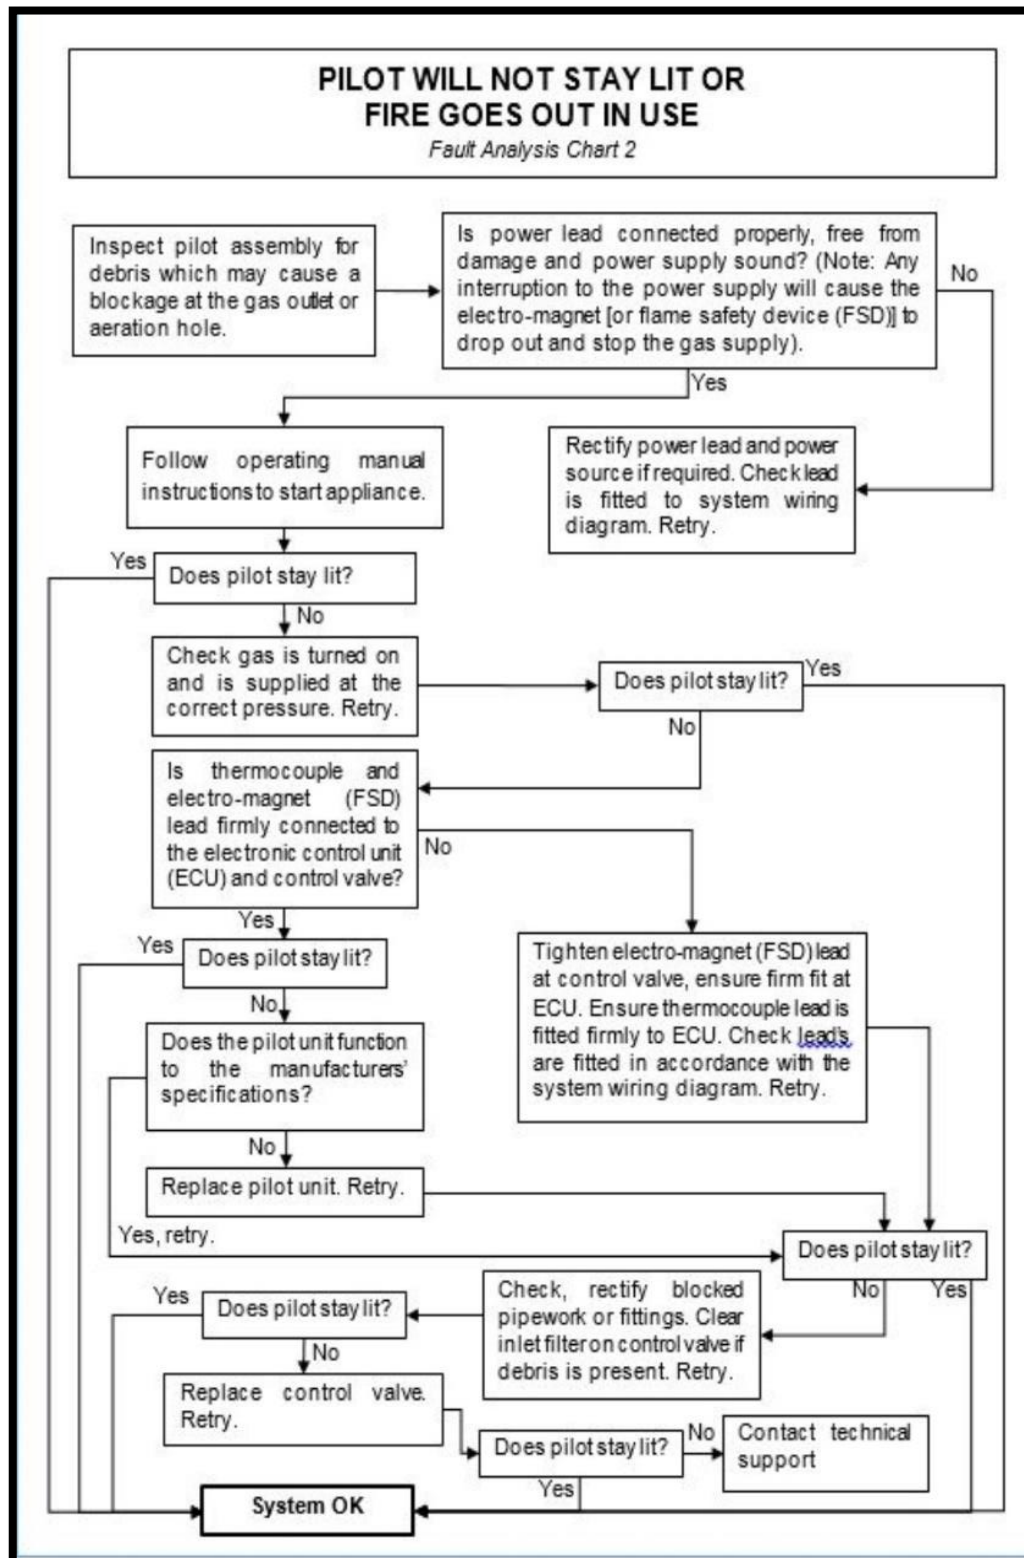 PILOT WILL NOT STAY LIT OR
FIRE GOES OUT IN USE
Fault Analysis Chart 2
Inspect pilot assembly for
debris which may cause a
blockage at the gas outlet or
aeration hole.
Is power lead connected properly, free from
damage and power supply sound? (Note: Any
interruption to the power supply will cause the
electro-magnet [or flame safety device (FSD)] to
drop out and stop the gas supply).
No
Yes
Follow operating manual
instructions to start appliance.
Rectify power lead and power
source if required. Check lead
is fitted to system wiring
diagram. Retry.
Yes
Does pilot stay lit?
No
Check gas is turned on
and is supplied at the
correct pressure. Retry.
Does pilot stay lit?
Yes
No
Is thermocouple and
electro-magnet (FSD)
lead firmly connected to
the electronic control unit
(ECU) and control valve?
No
Yes
Yes
Does pilot stay lit?
No
Tighten electro-magnet (FSD) lead
at control valve, ensure firm fit at
ECU. Ensure thermocouple lead is
fitted firmly to ECU. Check lead's
are fitted in accordance with the
system wiring diagram. Retry.
Does the pilot unit function
to the manufacturers'
specifications?
No
Replace pilot unit. Retry.
Yes, retry.
Does pilot stay lit?
No
Yes
Check, rectify blocked
pipework or fittings. Clear
inlet filter on control valve if
debris is present. Retry.
Yes
Does pilot stay lit?
No
Replace control valve.
Retry.
Does pilot stay lit?
No
Contact technical
support
Yes
System OK